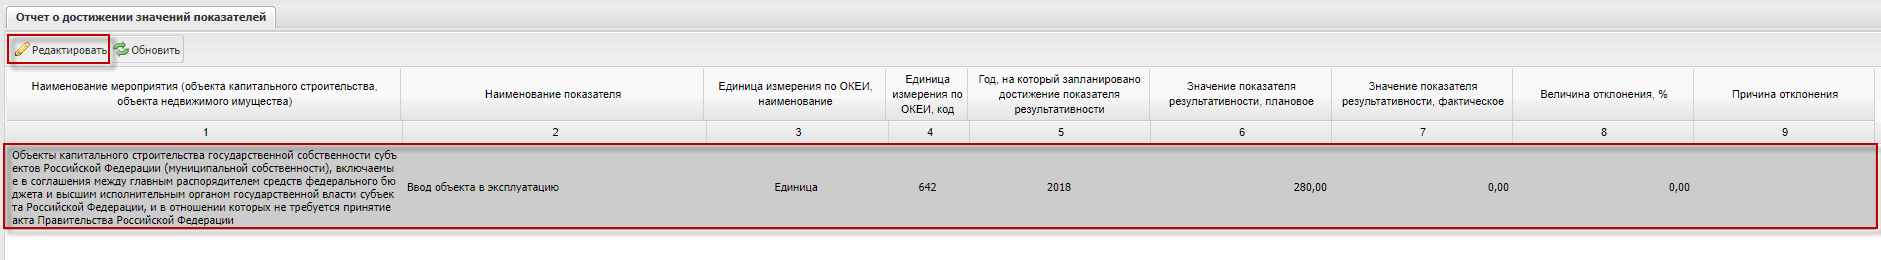 Отчет о достижении значений показателей
Редактировать Обновить
Наименование мероприятия (объекта капитального строительства,
объекта недвижимого имущества)
Наименование показателя
Единица измерения по ОКЕИ,
наименование
Единица
измерения по
ОКЕИ, код
Год, на который запланировано
достижение показателя
результативности
Значение показателя
результативности, плановое
Значение показателя
результативности, фактическое
Величина отклонения, %
Причина отклонения
1 2 3 4 5 6 7 8 9
Объекты капитального строительства государственной собственности субъ
ектов Российской Федерации (муниципальной собственности), включаемы
е в соглашения между главным распорядителем средств федерального бю
джета и высшим исполнительным органом государственной власти субъек
та Российской Федерации, и в отношении которых не требуется принятие
акта Правительства Российской Федерации
Ввод объекта в эксплуатацию
Единица
642
2018
280,00
0,00
0,00